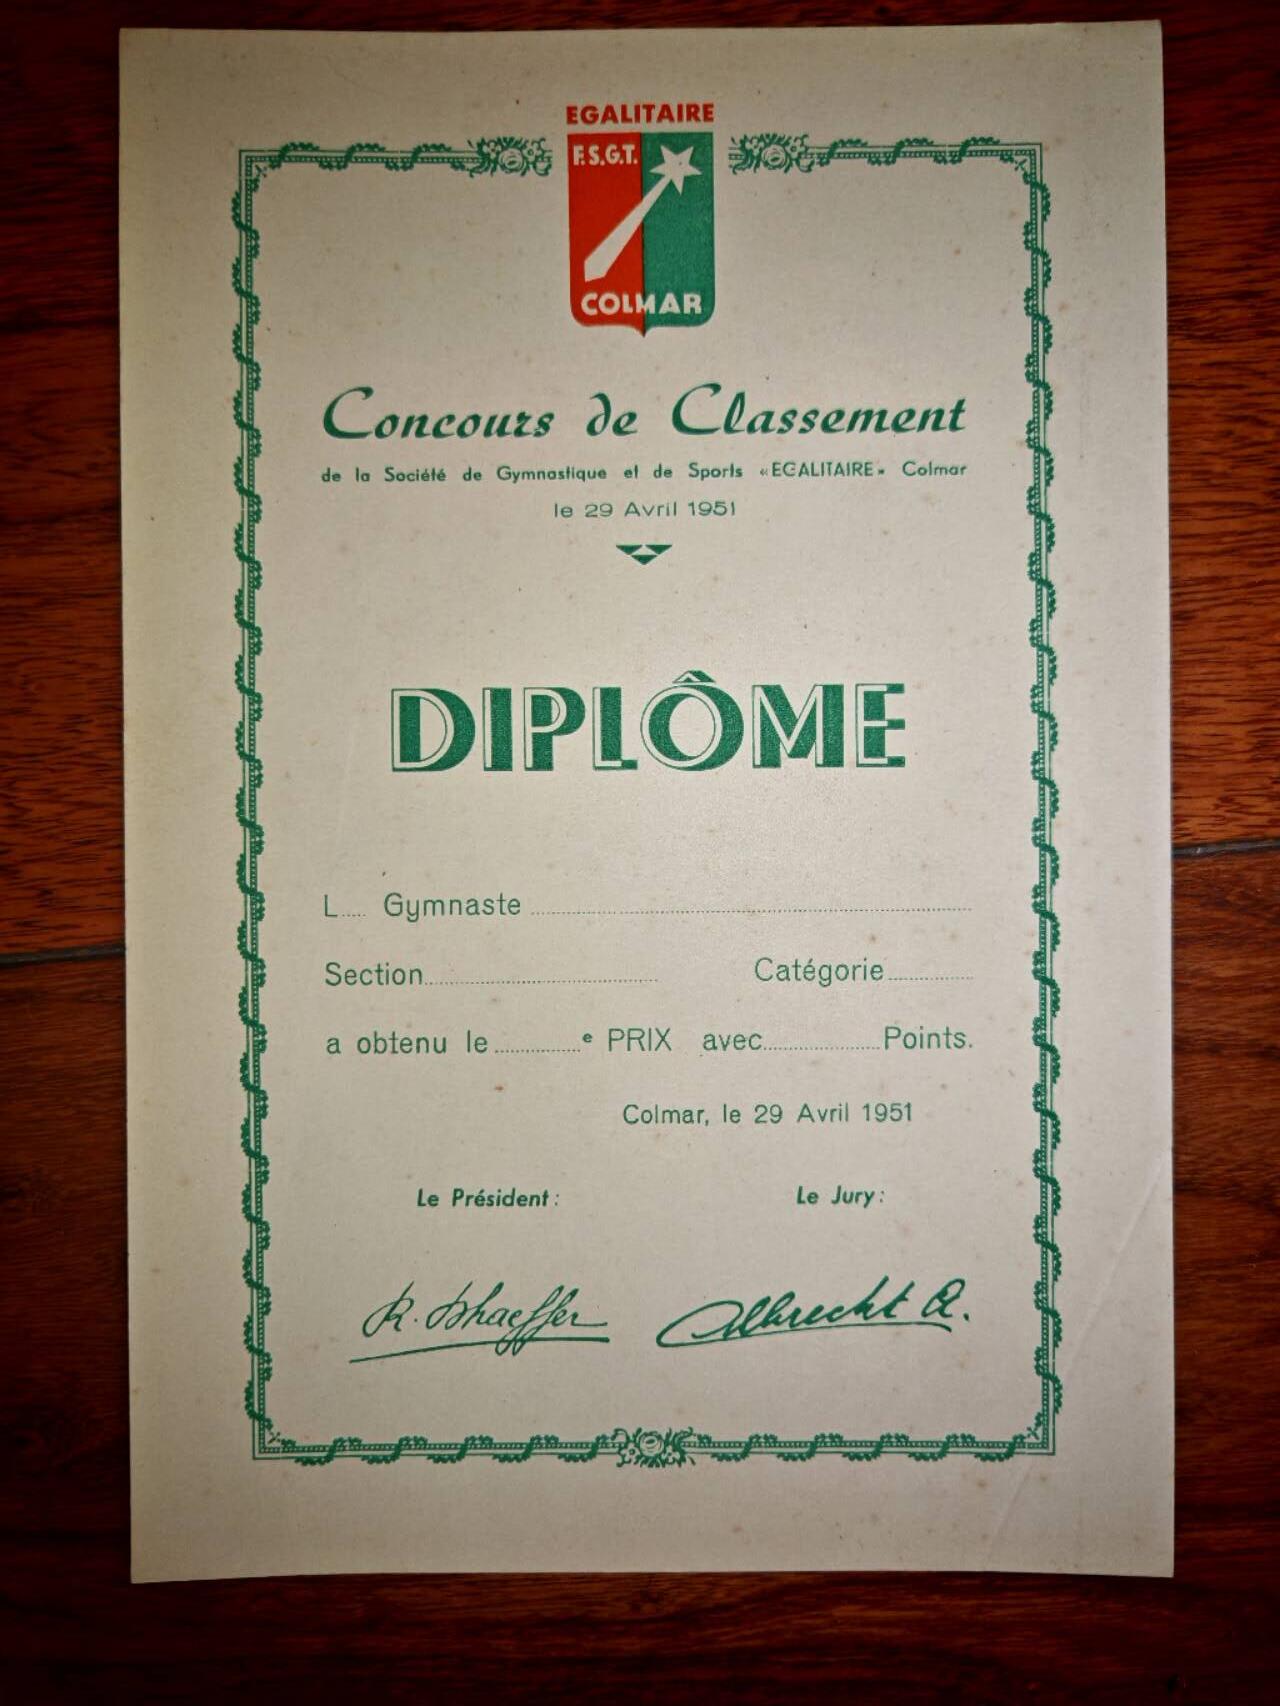 EGALITAIRE
F.S.G.T.
COLMAR
Concours de Classement
de la Société de Gymnastique et de Sports «EGALITAIRE» Colmar
le 29 Avril 1951
DIPLÔME
L..... Gymnaste
Section Catégorie
a obtenu le e PRIX avec Points.
Colmar, le 29 Avril 1951
Le Président: Le Jury:
R. Schaeffer Albrecht R.